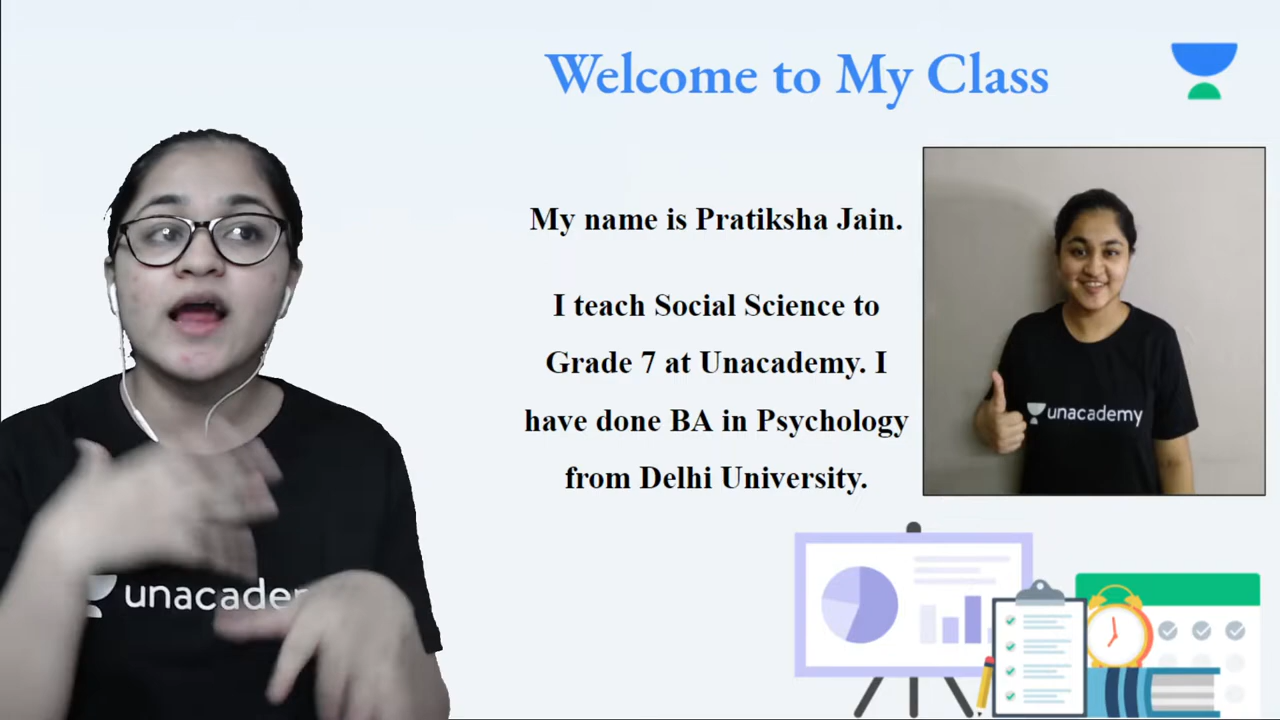 Welcome to My Class
My name is Pratiksha Jain.
I teach Social Science to
Grade 7 at Unacademy. I
have done BA in Psychology
from Delhi University.
unacademy
unacade